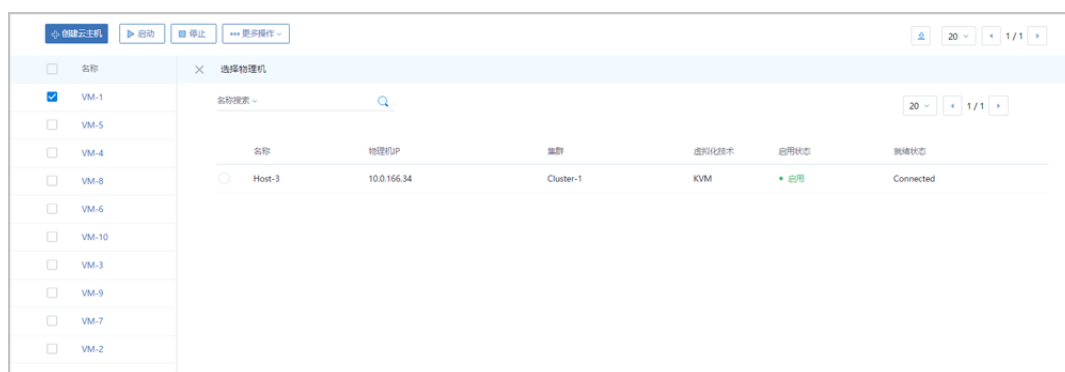 创建云主机 启动 停止 更多操作 20 1 / 1
名称 选择物理机
VM-1 名称搜索 20 1 / 1
VM-5
VM-4 名称 物理机IP 集群 虚拟化技术 启用状态 就绪状态
VM-8 Host-3 10.0.166.34 Cluster-1 KVM 启用 Connected
VM-6
VM-10
VM-3
VM-9
VM-7
VM-2